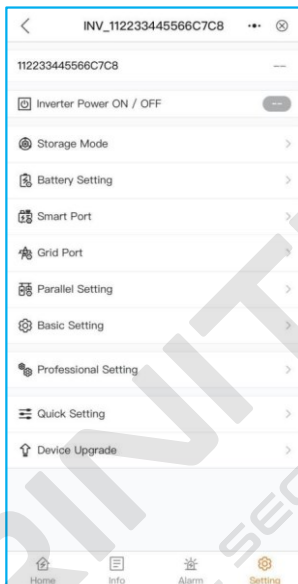 INV_112233445566C7C8
112233445566C7C8 --
Inverter Power ON / OFF --
Storage Mode
Battery Setting
Smart Port
Grid Port
Parallel Setting
Basic Setting
Professional Setting
Quick Setting
Device Upgrade
Home Info Alarm Setting